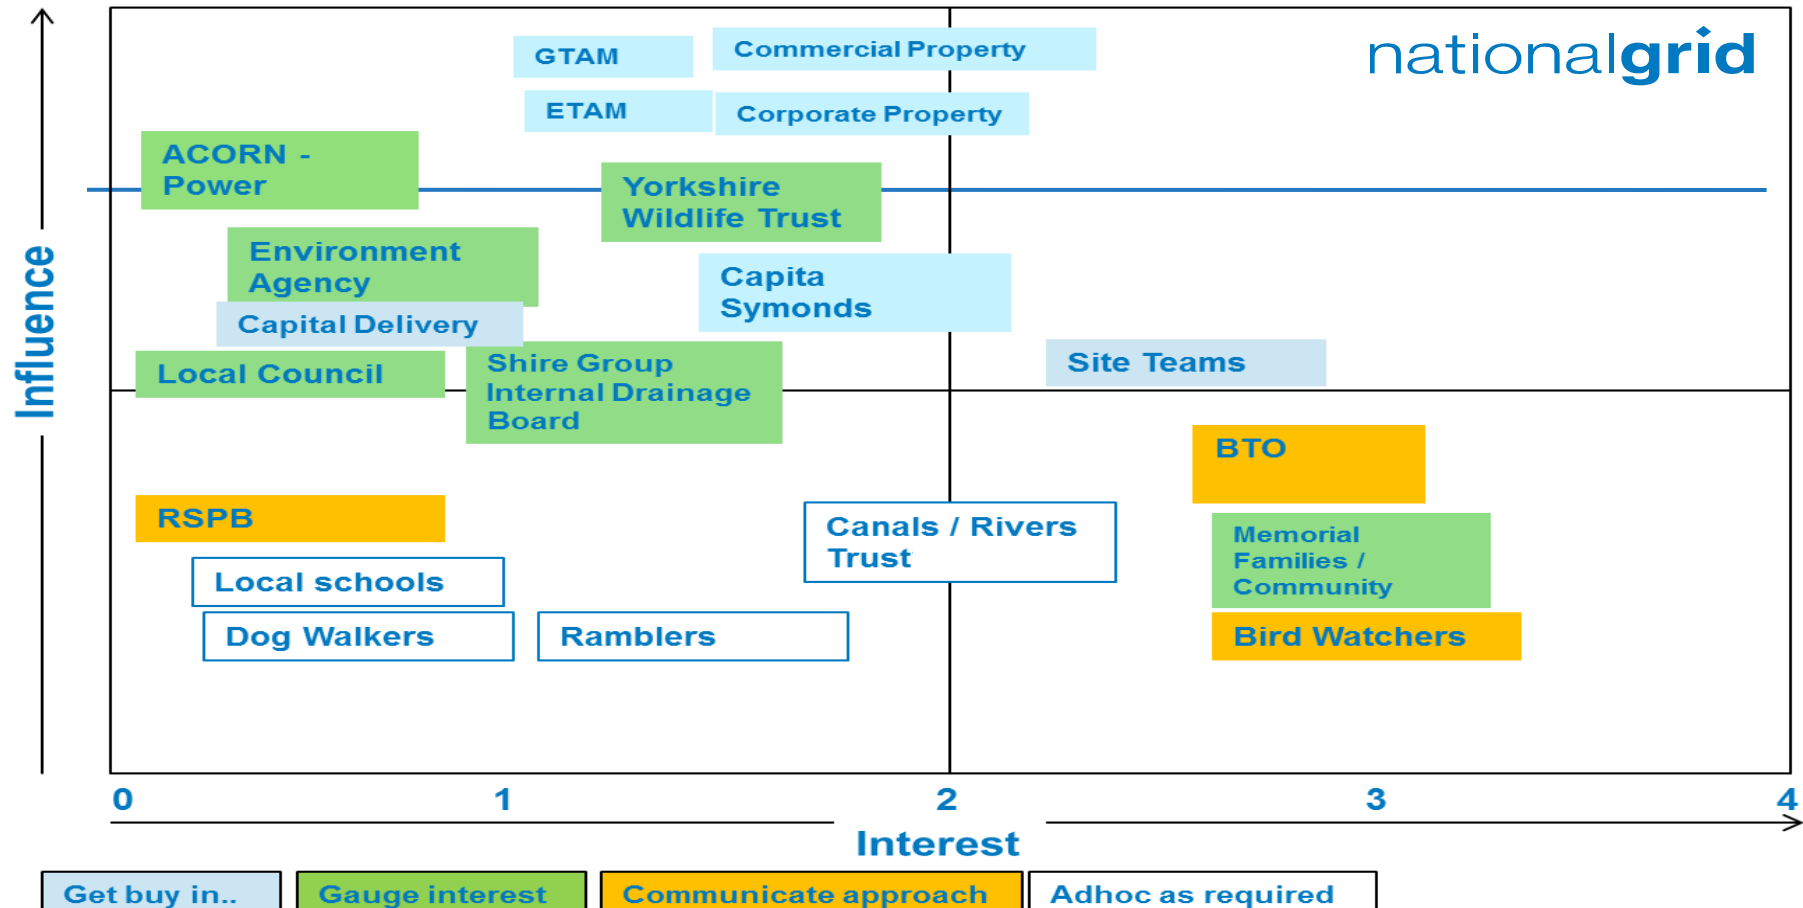 nationalgrid
GTAM
Commercial Property
ETAM
Corporate Property
ACORN -
Power
Yorkshire
Wildlife Trust
Environment
Agency
Capita
Symonds
Capital Delivery
Local Council
Shire Group
Internal Drainage
Board
Site Teams
Influence
BTO
RSPB
Canals / Rivers
Trust
Memorial
Families /
Community
Local schools
Dog Walkers
Ramblers
Bird Watchers
0 1 2 3 4
Interest
Get buy in..
Gauge interest
Communicate approach
Adhoc as required